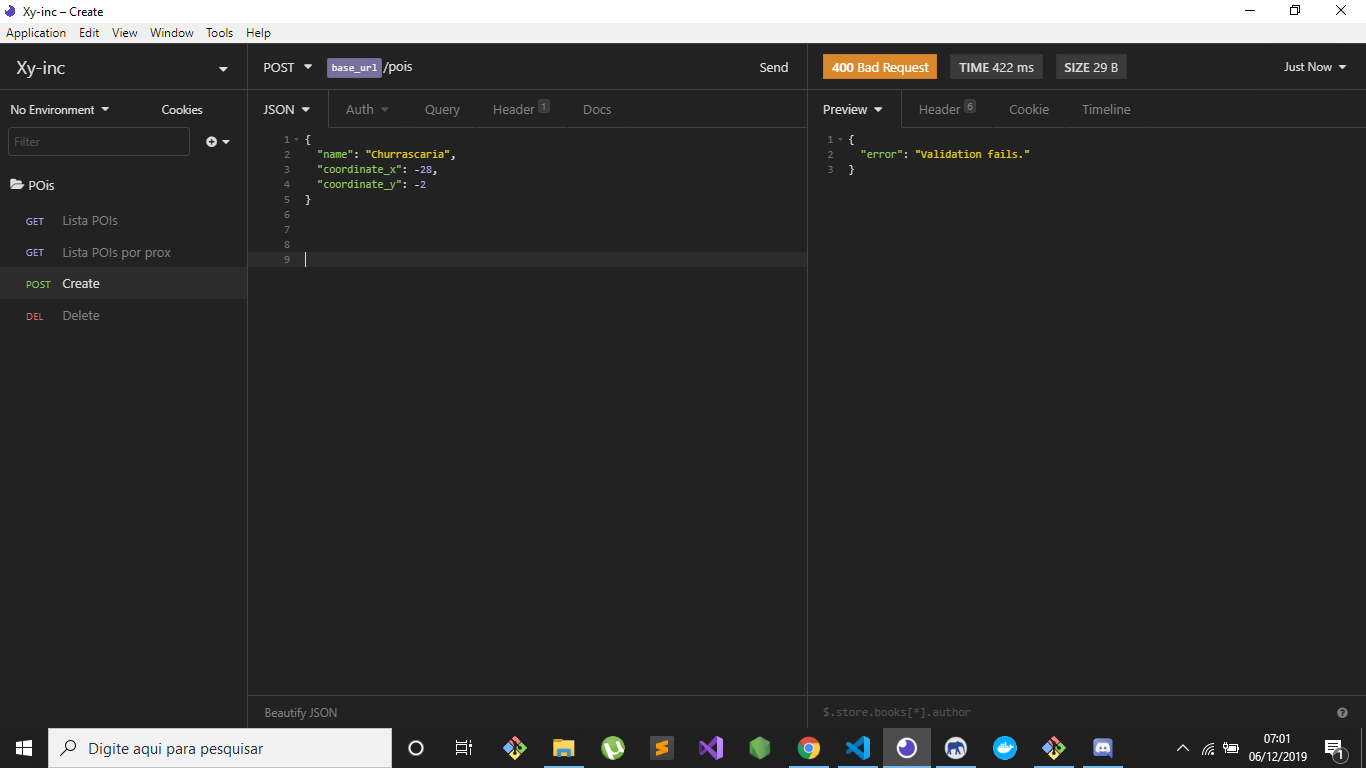 Xy-inc – Create
Application Edit View Window Tools Help
Xy-inc
POST base_url/pois Send
400 Bad Request TIME 422 ms SIZE 29 B Just Now
No Environment Cookies
JSON Auth Query Header 1 Docs
Preview Header 6 Cookie Timeline
Filter
POis
GET Lista POIs
GET Lista POIs por prox
POST Create
DEL Delete
1 {
2 "name": "Churrascaria",
3 "coordinate_x": -28,
4 "coordinate_y": -2
5 }
6
7
8
9
1 {
2 "error": "Validation fails."
3 }
Beautify JSON
$.store.books[*].author
Digite aqui para pesquisar
07:01
06/12/2019
1